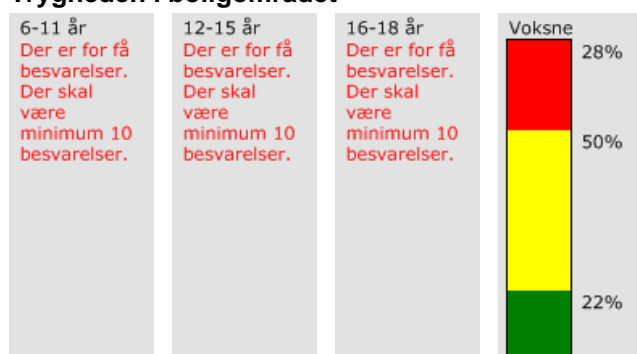 Trygheden i boligområdet
6-11 år
Der er for få
besvarelser.
Der skal
være
minimum 10
besvarelser.
12-15 år
Der er for få
besvarelser.
Der skal
være
minimum 10
besvarelser.
16-18 år
Der er for få
besvarelser.
Der skal
være
minimum 10
besvarelser.
Voksne
28%
50%
22%